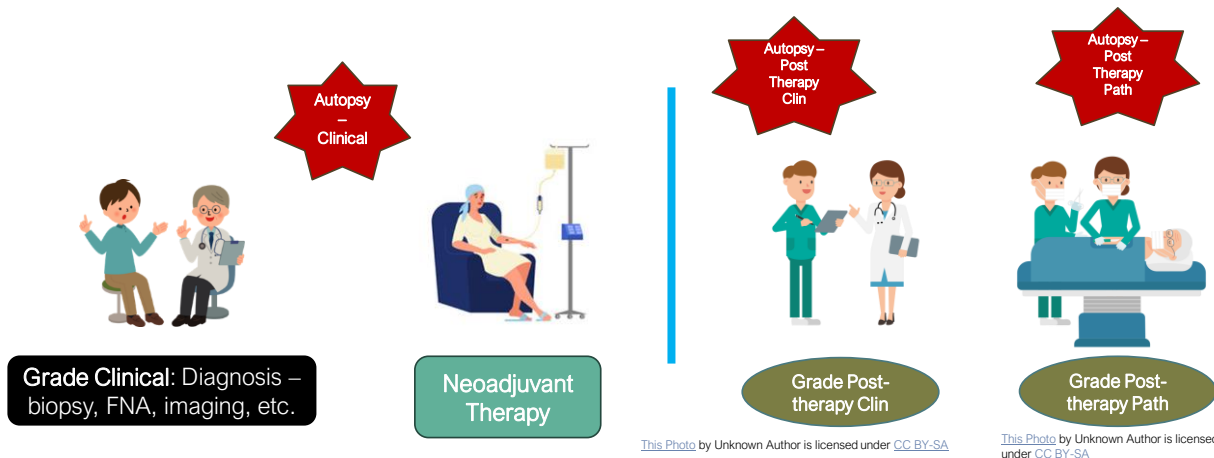 Autopsy
–
Clinical
Autopsy –
Post
Therapy
Clin
Autopsy –
Post
Therapy
Path
Grade Clinical: Diagnosis –
biopsy, FNA, imaging, etc.
Neoadjuvant
Therapy
Grade Post-
therapy Clin
Grade Post-
therapy Path
This Photo by Unknown Author is licensed under CC BY-SA
This Photo by Unknown Author is licensed
under CC BY-SA